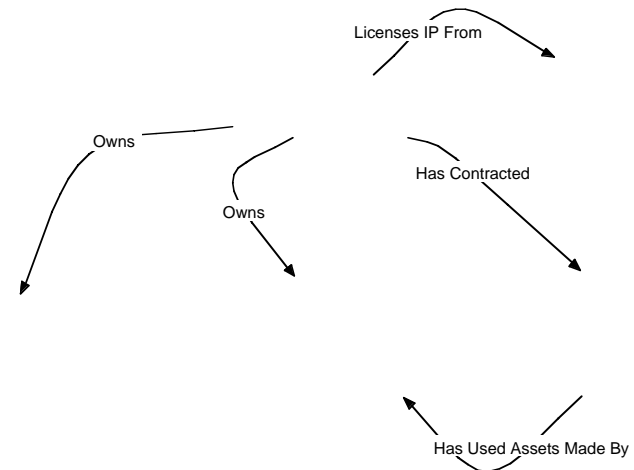 Licenses IP From
Owns
Has Contracted
Owns
Has Used Assets Made By